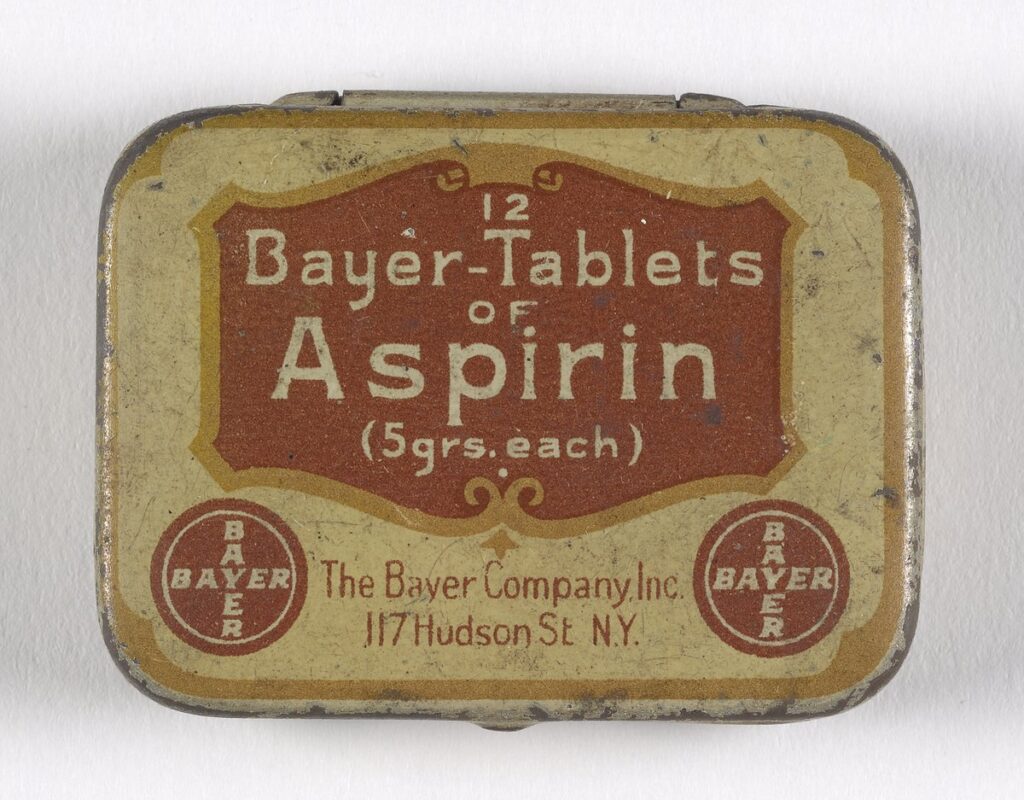 12
Bayer-Tablets
OF
Aspirin
(5grs. each)
BAYER
BAYER
The Bayer Company, Inc.
117 Hudson St N.Y.
BAYER
BAYER